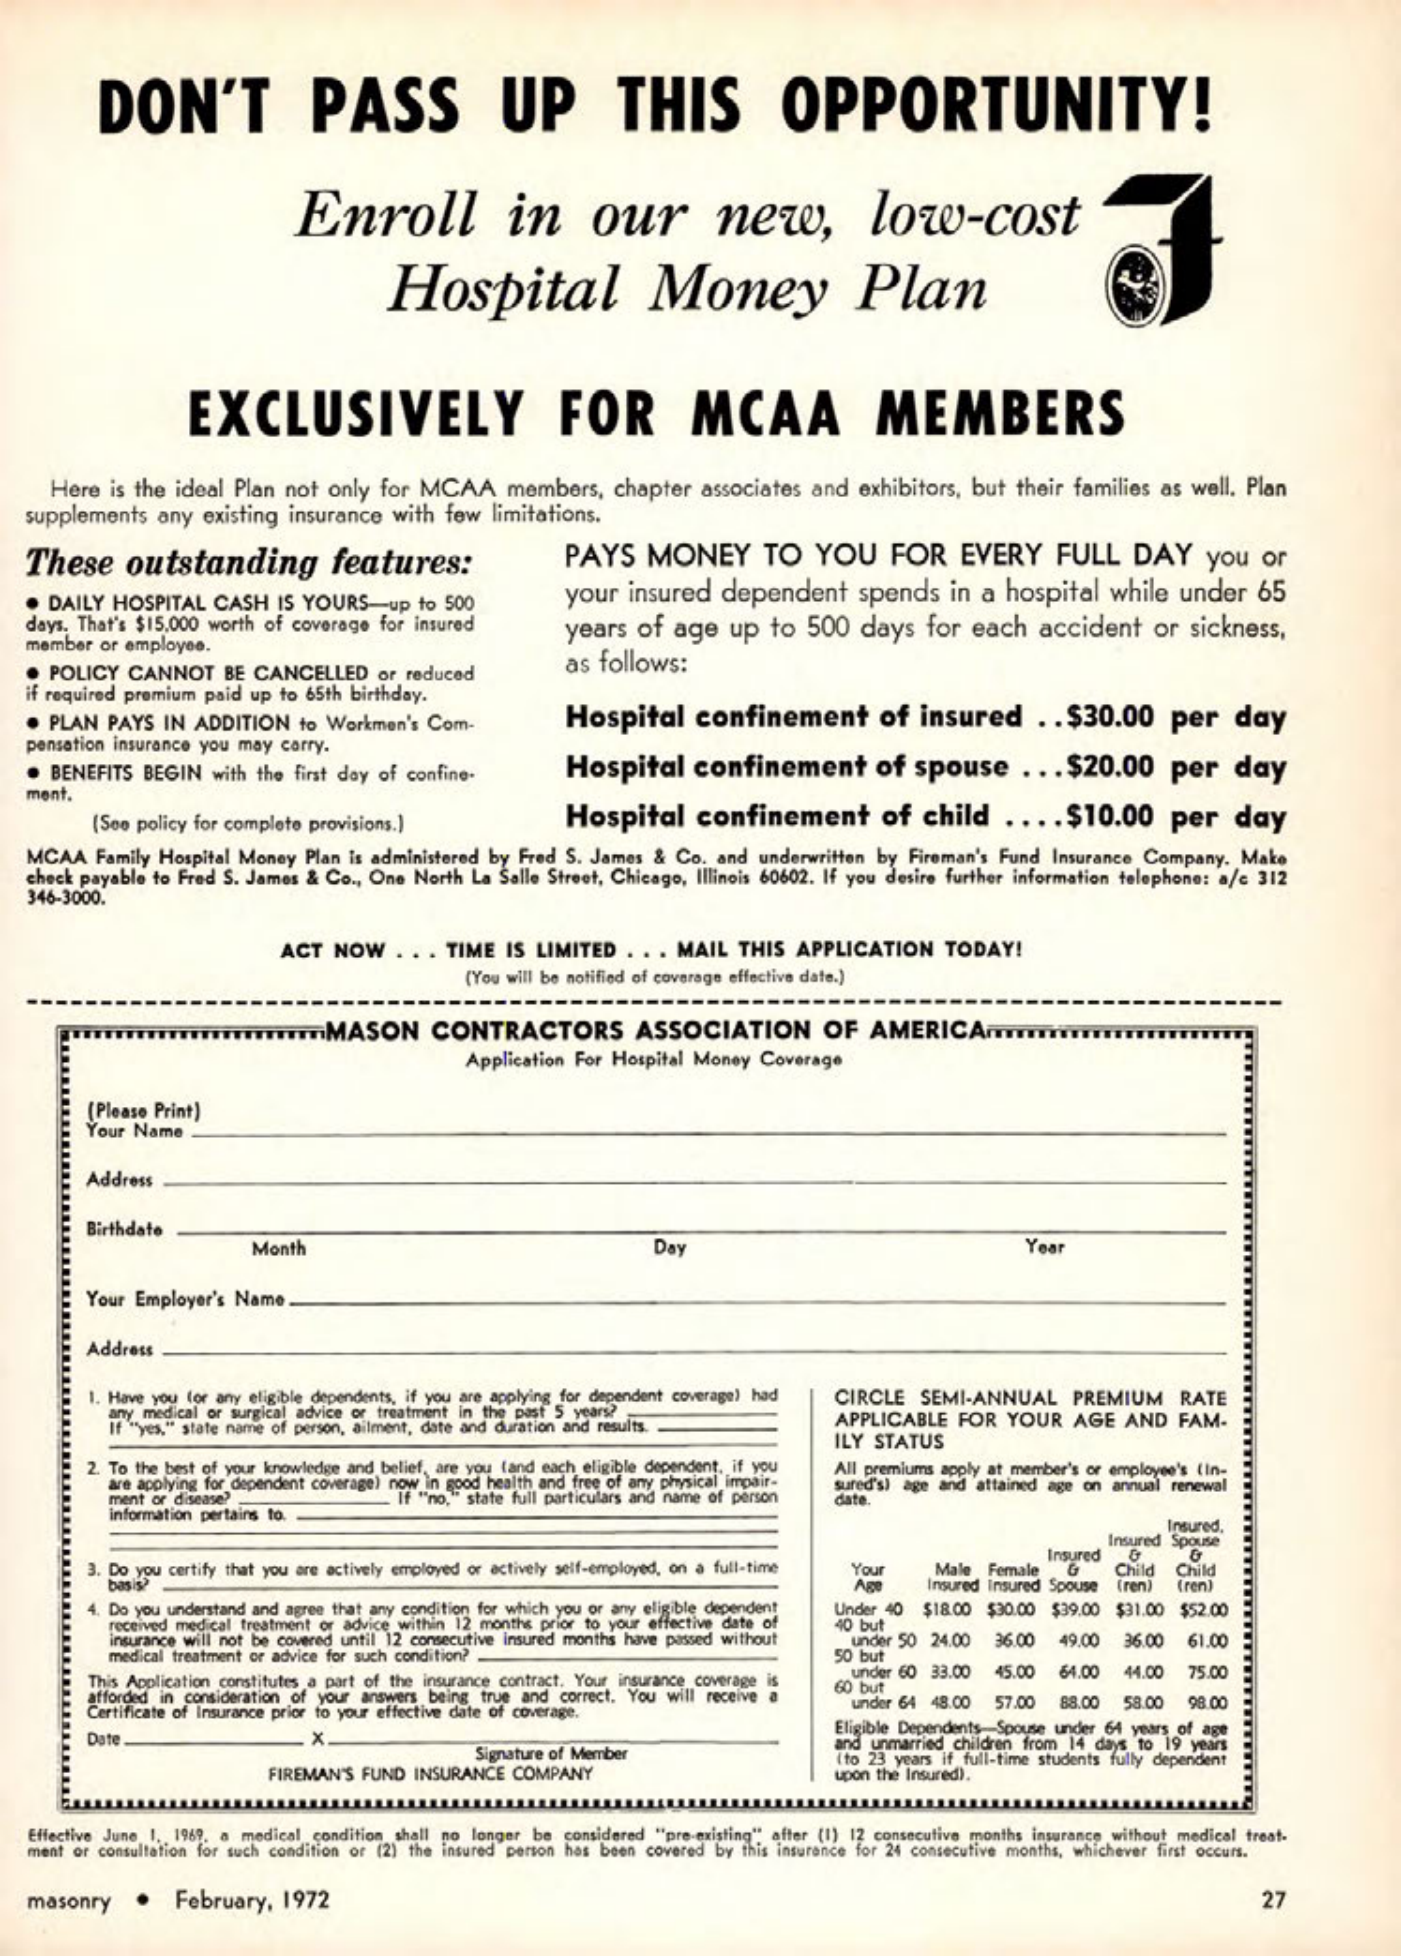 DON'T PASS UP THIS OPPORTUNITY!
Enroll in our new, low-cost
Hospital Money Plan
EXCLUSIVELY FOR MCAA MEMBERS
Here is the ideal Plan not only for MCAA members, chapter associates and exhibitors, but their families as well. Plan
supplements any existing insurance with few limitations.
These outstanding features:
● DAILY HOSPITAL CASH IS YOURS—up to 500
days. That's $15,000 worth of coverage for insured
member or employee.
● POLICY CANNOT BE CANCELLED or reduced
if required premium paid up to 65th birthday.
● PLAN PAYS IN ADDITION to Workmen's Com-
pensation insurance you may carry.
● BENEFITS BEGIN with the first day of confine-
ment.
(See policy for complete provisions.)
PAYS MONEY TO YOU FOR EVERY FULL DAY you or
your insured dependent spends in a hospital while under 65
years of age up to 500 days for each accident or sickness,
as follows:
Hospital confinement of insured ..$30.00 per day
Hospital confinement of spouse ...$20.00 per day
Hospital confinement of child ....$10.00 per day
MCAA Family Hospital Money Plan is administered by Fred S. James & Co. and underwritten by Fireman's Fund Insurance Company. Make
check payable to Fred S. James & Co., One North La Salle Street, Chicago, Illinois 60602. If you desire further information telephone: a/c 312
346-3000.
ACT NOW . . . TIME IS LIMITED . . . MAIL THIS APPLICATION TODAY!
(You will be notified of coverage effective date.)
MASON CONTRACTORS ASSOCIATION OF AMERICA
Application For Hospital Money Coverage
(Please Print)
Your Name
Address
Birthdate
Month Day Year
Your Employer's Name
Address
1. Have you (or any eligible dependents, if you are applying for dependent coverage) had
any medical or surgical advice or treatment in the past 5 years?
If "yes," state name of person, ailment, date and duration and results.
2. To the best of your knowledge and belief, are you (and each eligible dependent, if you
are applying for dependent coverage) now in good health and free of any physical impair-
ment or disease? If "no," state full particulars and name of person
information pertains to.
3. Do you certify that you are actively employed or actively self-employed, on a full-time
basis?
4. Do you understand and agree that any condition for which you or any eligible dependent
received medical treatment or advice within 12 months prior to your effective date of
insurance will not be covered until 12 consecutive insured months have passed without
medical treatment or advice for such condition?
This Application constitutes a part of the insurance contract. Your insurance coverage is
afforded in consideration of your answers being true and correct. You will receive a
Certificate of Insurance prior to your effective date of coverage.
Date X
Signature of Member
FIREMAN'S FUND INSURANCE COMPANY
CIRCLE SEMI-ANNUAL PREMIUM RATE
APPLICABLE FOR YOUR AGE AND FAM-
ILY STATUS
All premiums apply at member's or employee's (In-
sured's) age and attained age on annual renewal
date.
Insured,
Insured Spouse
Insured & &
Your Male Female & Child Child
Age Insured Insured Spouse (ren) (ren)
Under 40 $18.00 $30.00 $39.00 $31.00 $52.00
40 but
under 50 24.00 36.00 49.00 36.00 61.00
50 but
under 60 33.00 45.00 64.00 44.00 75.00
60 but
under 64 48.00 57.00 88.00 58.00 98.00
Eligible Dependents—Spouse under 64 years of age
and unmarried children from 14 days to 19 years
(to 23 years if full-time students fully dependent
upon the Insured).
Effective June 1, 1969, a medical condition shall no longer be considered "pre-existing" after (1) 12 consecutive months insurance without medical treat-
ment or consultation for such condition or (2) the insured person has been covered by this insurance for 24 consecutive months, whichever first occurs.
masonry ● February, 1972 27